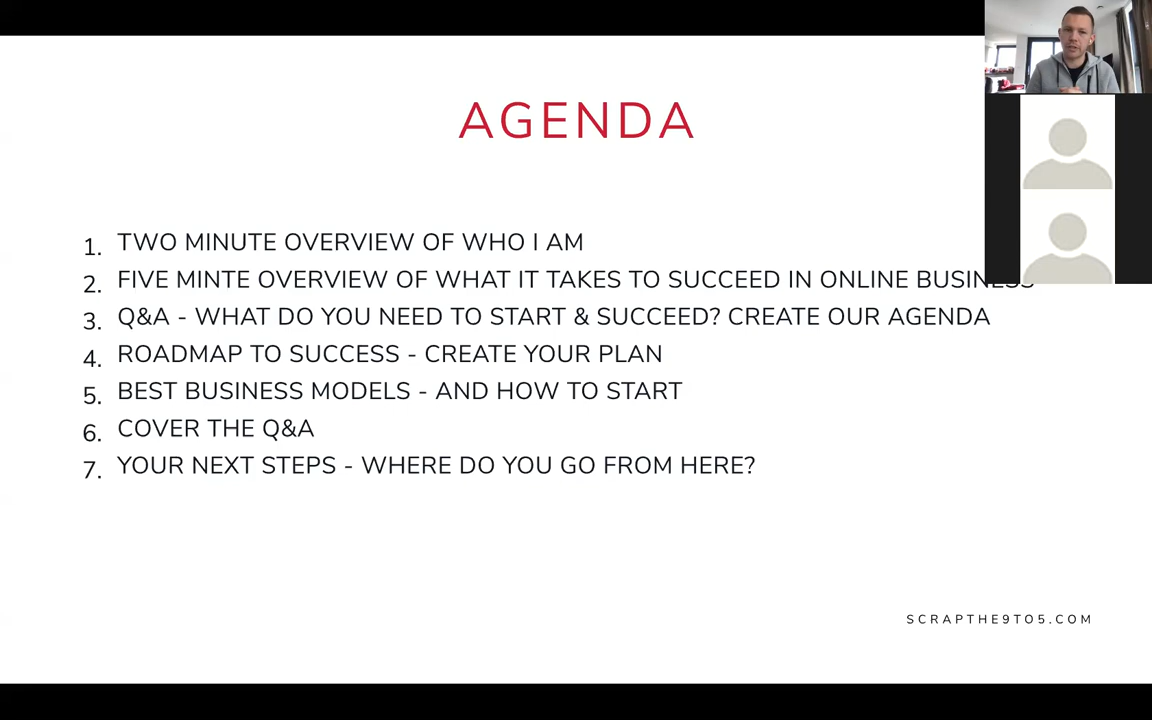 AGENDA
1. TWO MINUTE OVERVIEW OF WHO I AM
2. FIVE MINTE OVERVIEW OF WHAT IT TAKES TO SUCCEED IN ONLINE BUSINESS
3. Q&A - WHAT DO YOU NEED TO START & SUCCEED? CREATE OUR AGENDA
4. ROADMAP TO SUCCESS - CREATE YOUR PLAN
5. BEST BUSINESS MODELS - AND HOW TO START
6. COVER THE Q&A
7. YOUR NEXT STEPS - WHERE DO YOU GO FROM HERE?
SCRAPTHE9TO5.COM